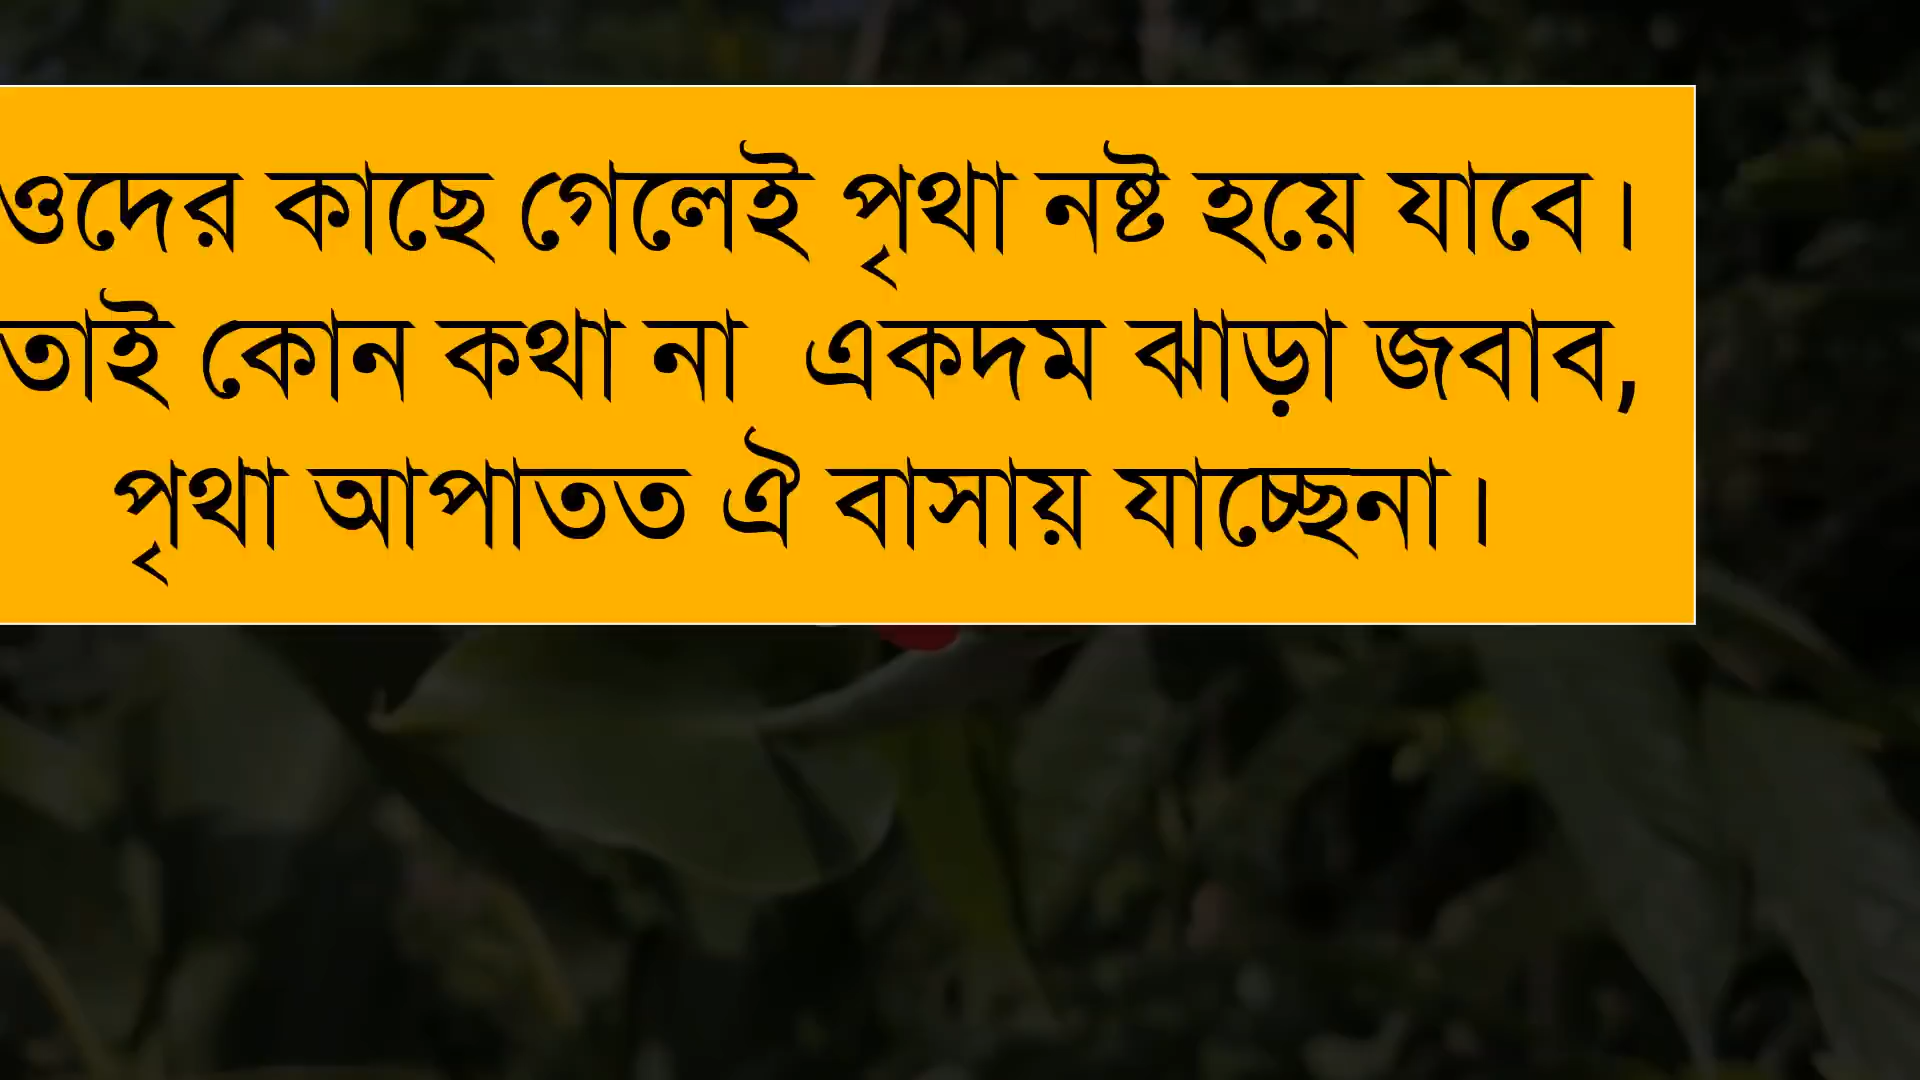 ওদের কাছে গেলেই পৃথা নষ্ট হয়ে যাবে।
তাই কোন কথা না  একদম ঝাড়া জবাব,
পৃথা আপাতত ঐ বাসায় যাচ্ছেনা।